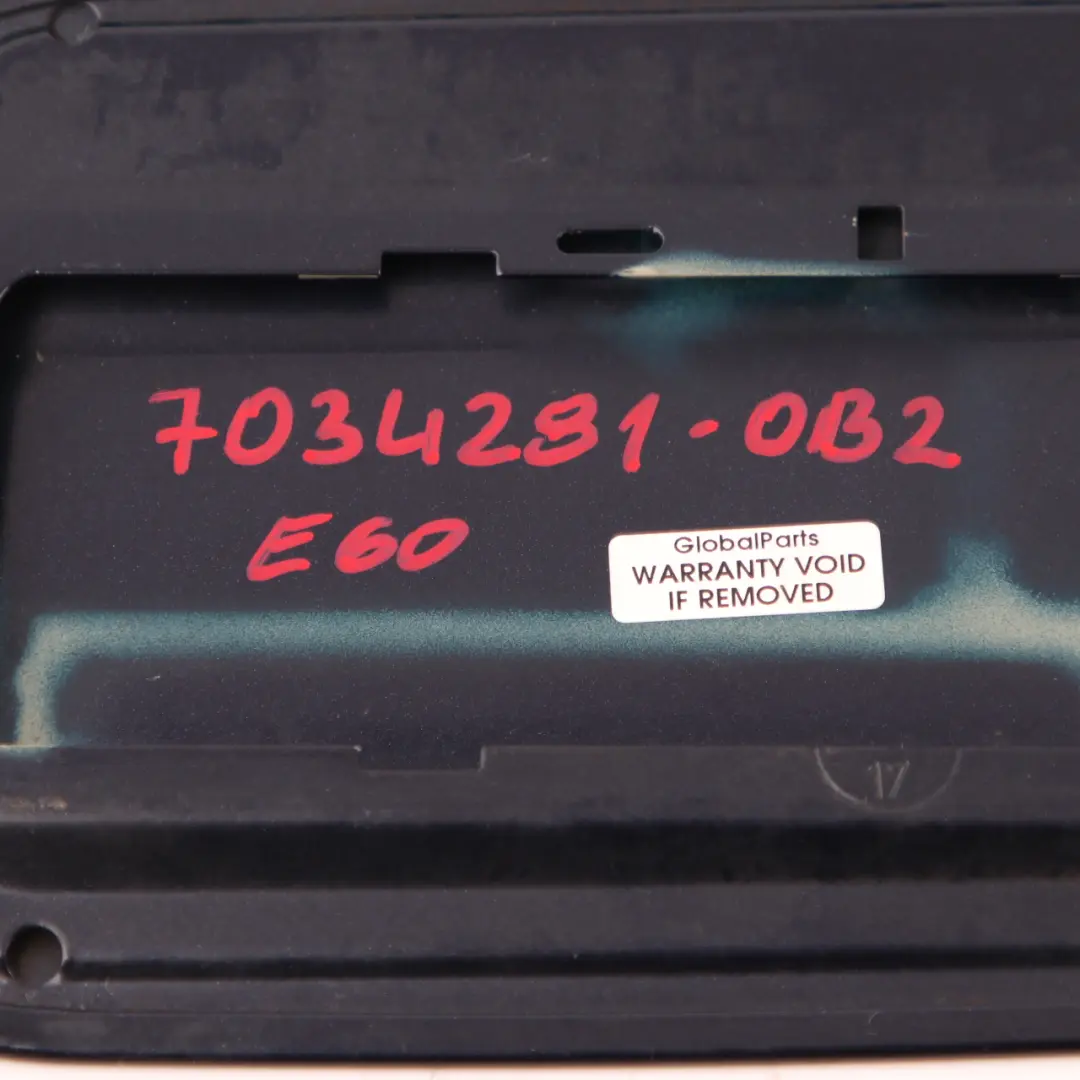 7034281-0B2
E60
GlobalParts
WARRANTY VOID
IF REMOVED
17